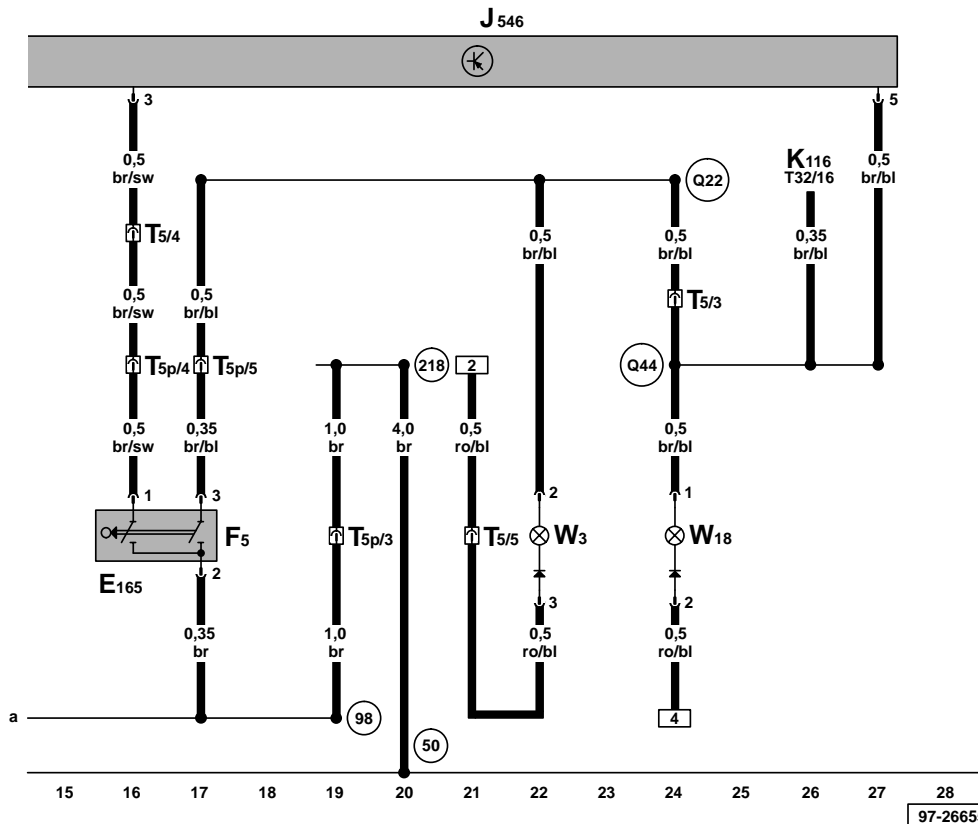 J546
3
5
0,5
br/sw
K116
T32/16
0,5
br/bl
Q22
T5/4
0,5
br/bl
0,5
br/bl
0,35
br/bl
0,5
br/sw
0,5
br/bl
T5/3
T5p/4
T5p/5
218
2
Q44
0,5
br/sw
0,35
br/bl
1,0
br
4,0
br
0,5
ro/bl
0,5
br/bl
1
3
2
1
F5
T5p/3
T5/5
W3
W18
E165
2
3
2
0,35
br
1,0
br
0,5
ro/bl
0,5
ro/bl
a
98
4
50
15 16 17 18 19 20 21 22 23 24 25 26 27 28
97-2665